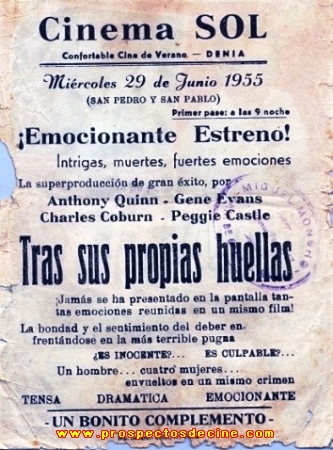 Cinema SOL
Confortable Cine de Verano — DENIA
Miércoles 29 de Junio 1955
(SAN PEDRO Y SAN PABLO)
Primer pase: a las 9 noche
¡Emocionante Estreno!
Intrigas, muertes, fuertes emociones
La superproducción de gran éxito, por
Anthony Quinn - Gene Evans
Charles Coburn - Peggie Castle
Tras sus propias huellas
¡Jamás se ha presentado en la pantalla tan-
tas emociones reunidas en un mismo film!
La bondad y el sentimiento del deber en-
frentándose en la más terrible pugna
¿ES INOCENTE?... ES CULPABLE?...
Un hombre... cuatro mujeres...
envueltos en un mismo crimen
TENSA DRAMATICA EMOCIONANTE
- UN BONITO COMPLEMENTO -
www.prospectosdecine.com
MIGUEL